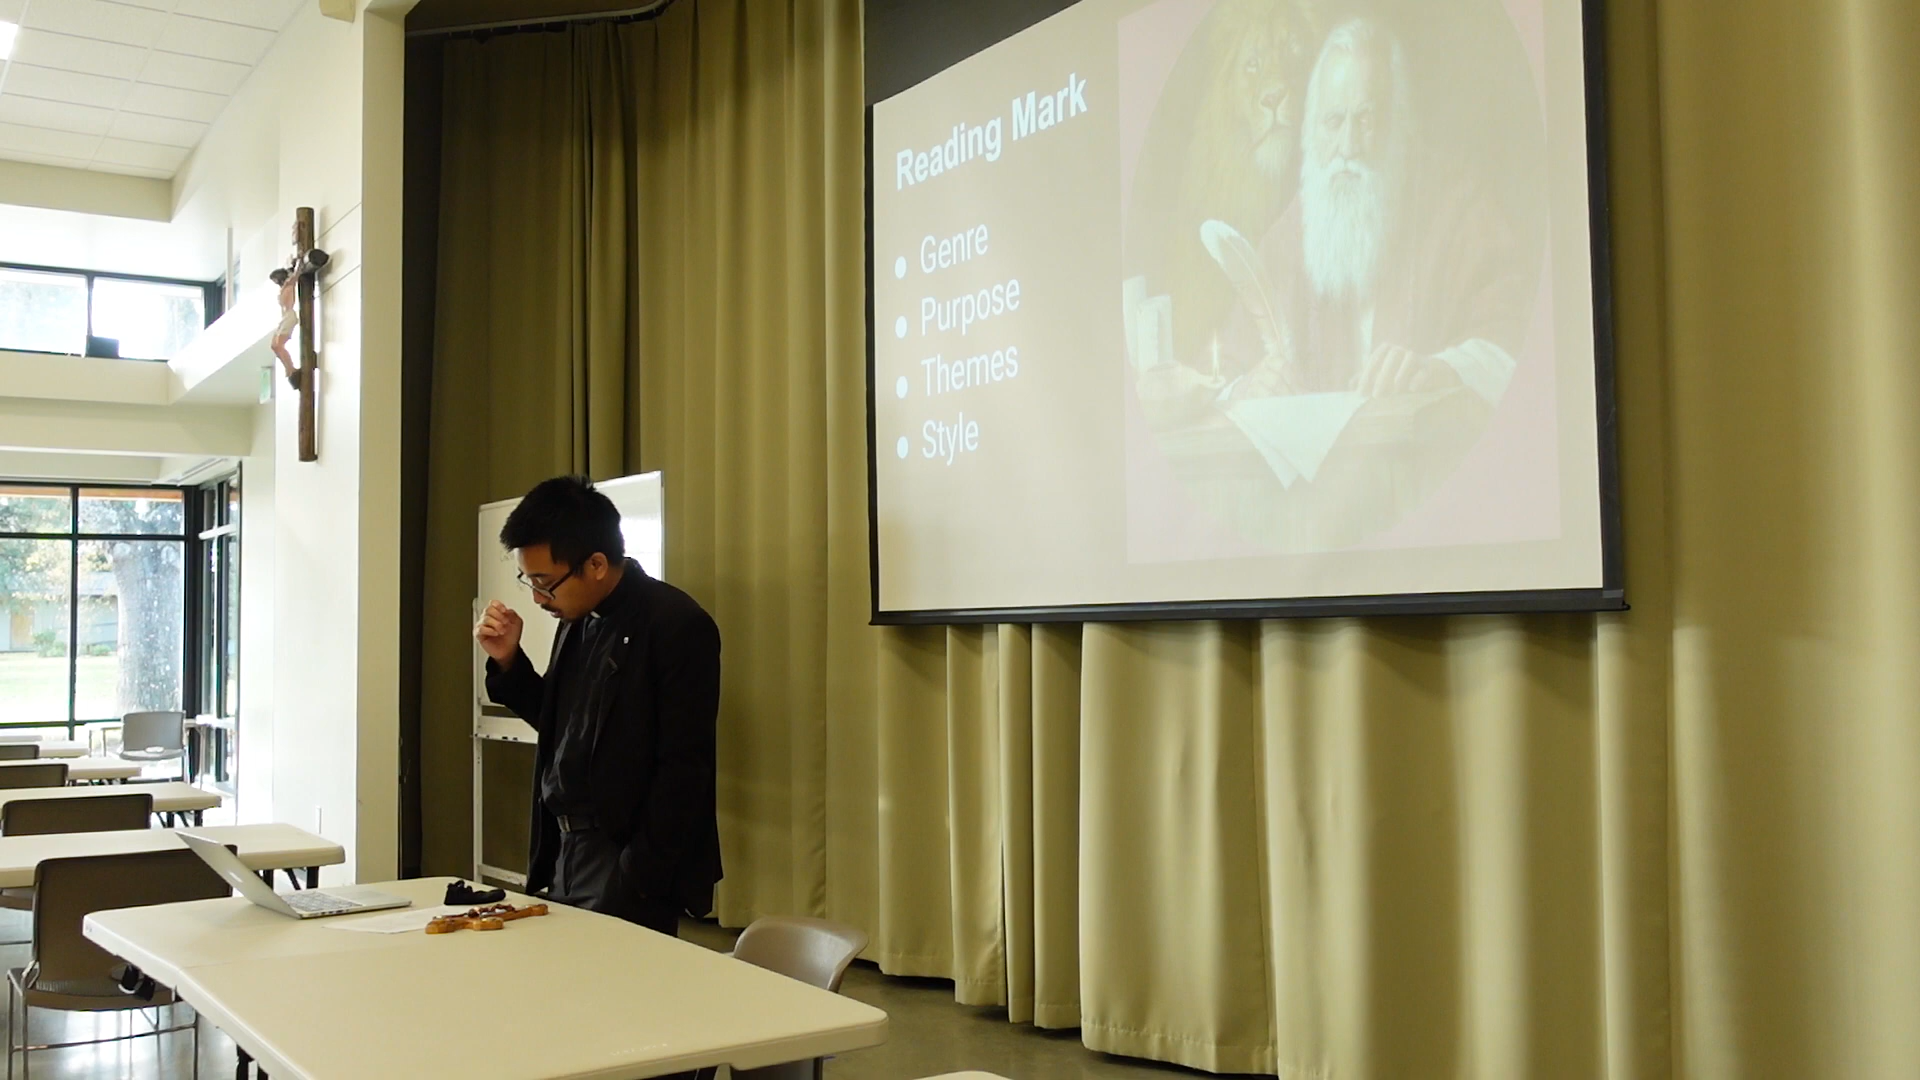 Reading Mark
● Genre
● Purpose
● Themes
● Style